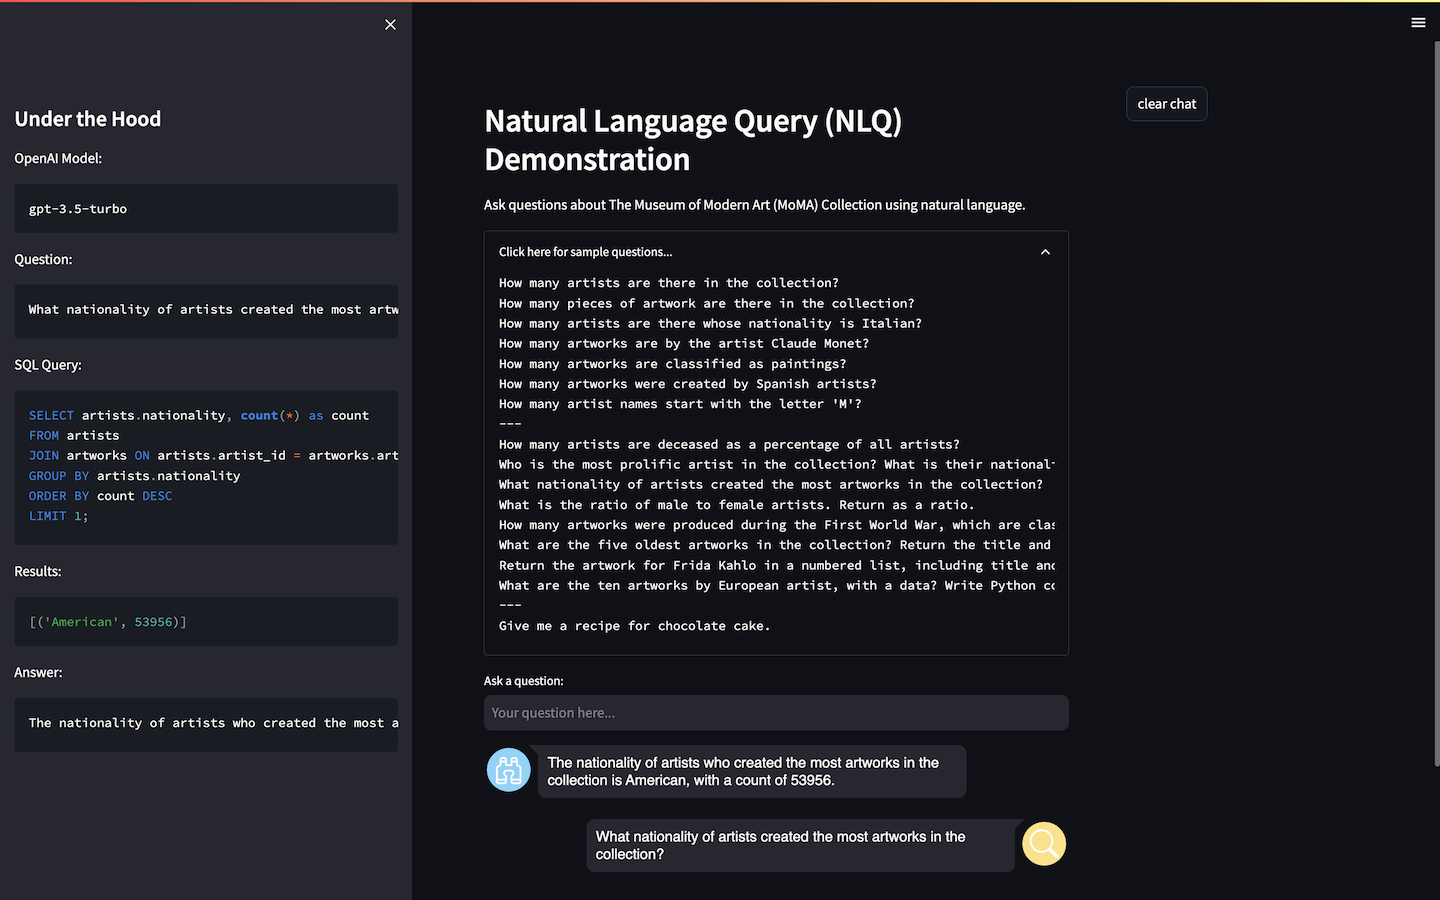 Under the Hood
OpenAI Model:
gpt-3.5-turbo
Question:
What nationality of artists created the most artw
SQL Query:
SELECT artists.nationality, count(*) as count
FROM artists
JOIN artworks ON artists.artist_id = artworks.art
GROUP BY artists.nationality
ORDER BY count DESC
LIMIT 1;
Results:
[('American', 53956)]
Answer:
The nationality of artists who created the most a
clear chat
Natural Language Query (NLQ)
Demonstration
Ask questions about The Museum of Modern Art (MoMA) Collection using natural language.
Click here for sample questions...
How many artists are there in the collection?
How many pieces of artwork are there in the collection?
How many artists are there whose nationality is Italian?
How many artworks are by the artist Claude Monet?
How many artworks are classified as paintings?
How many artworks were created by Spanish artists?
How many artist names start with the letter 'M'?
---
How many artists are deceased as a percentage of all artists?
Who is the most prolific artist in the collection? What is their national
What nationality of artists created the most artworks in the collection?
What is the ratio of male to female artists. Return as a ratio.
How many artworks were produced during the First World War, which are clas
What are the five oldest artworks in the collection? Return the title and
Return the artwork for Frida Kahlo in a numbered list, including title and
What are the ten artworks by European artist, with a data? Write Python co
---
Give me a recipe for chocolate cake.
Ask a question:
Your question here...
The nationality of artists who created the most artworks in the
collection is American, with a count of 53956.
What nationality of artists created the most artworks in the
collection?